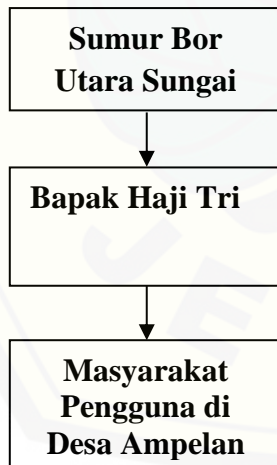 Sumur Bor
Utara Sungai
Bapak Haji Tri
Masyarakat
Pengguna di
Desa Ampelan